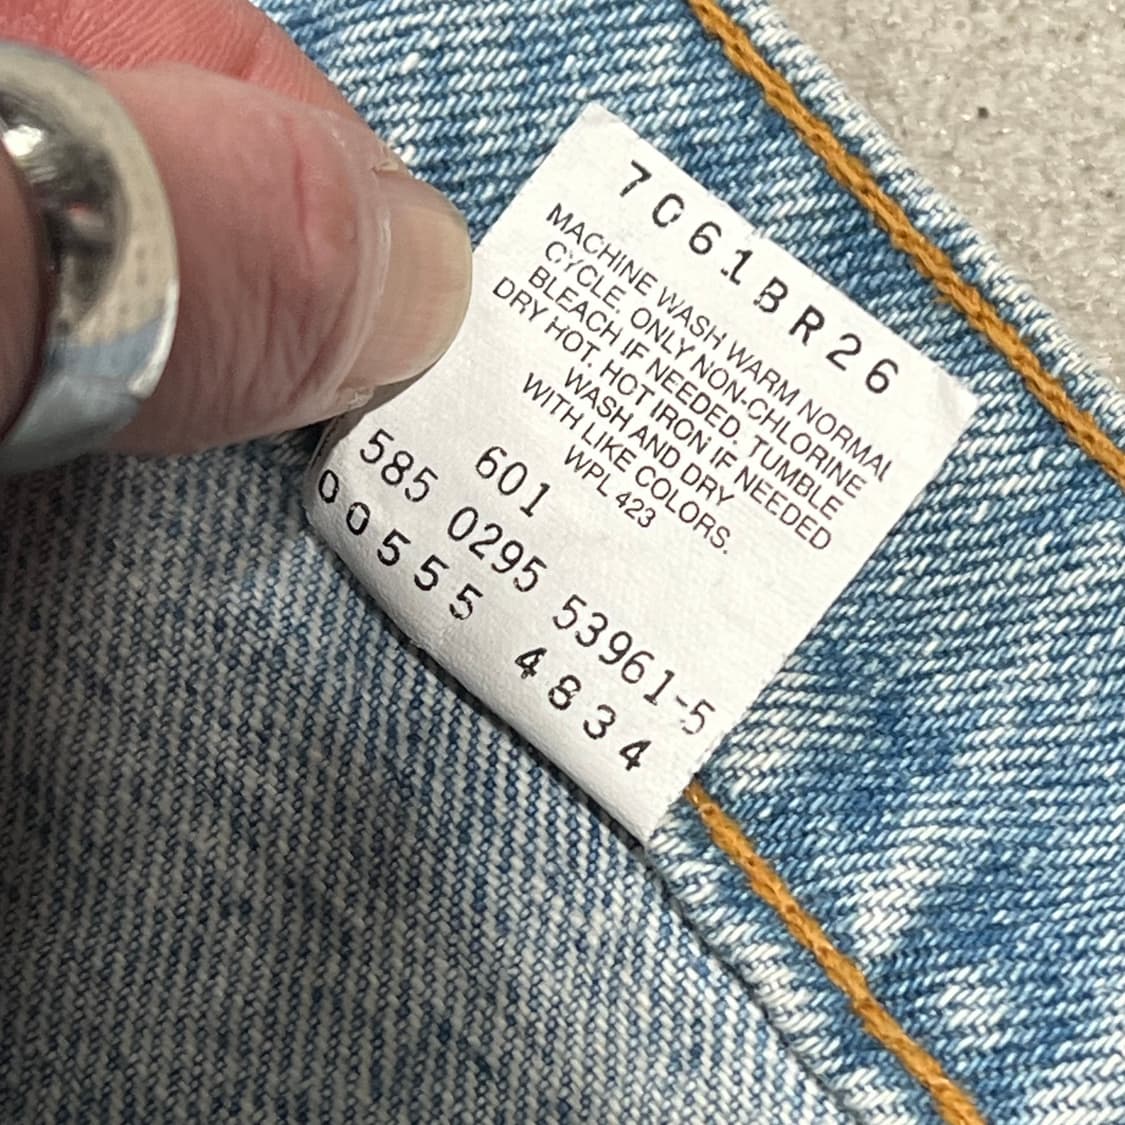 7061BR26
MACHINE WASH WARM NORMAL
CYCLE. ONLY NON-CHLORINE
BLEACH IF NEEDED. TUMBLE
DRY HOT. HOT IRON IF NEEDED
WASH AND DRY
WITH LIKE COLORS.
WPL 423
601
585 0295 53961-5
00555 4834